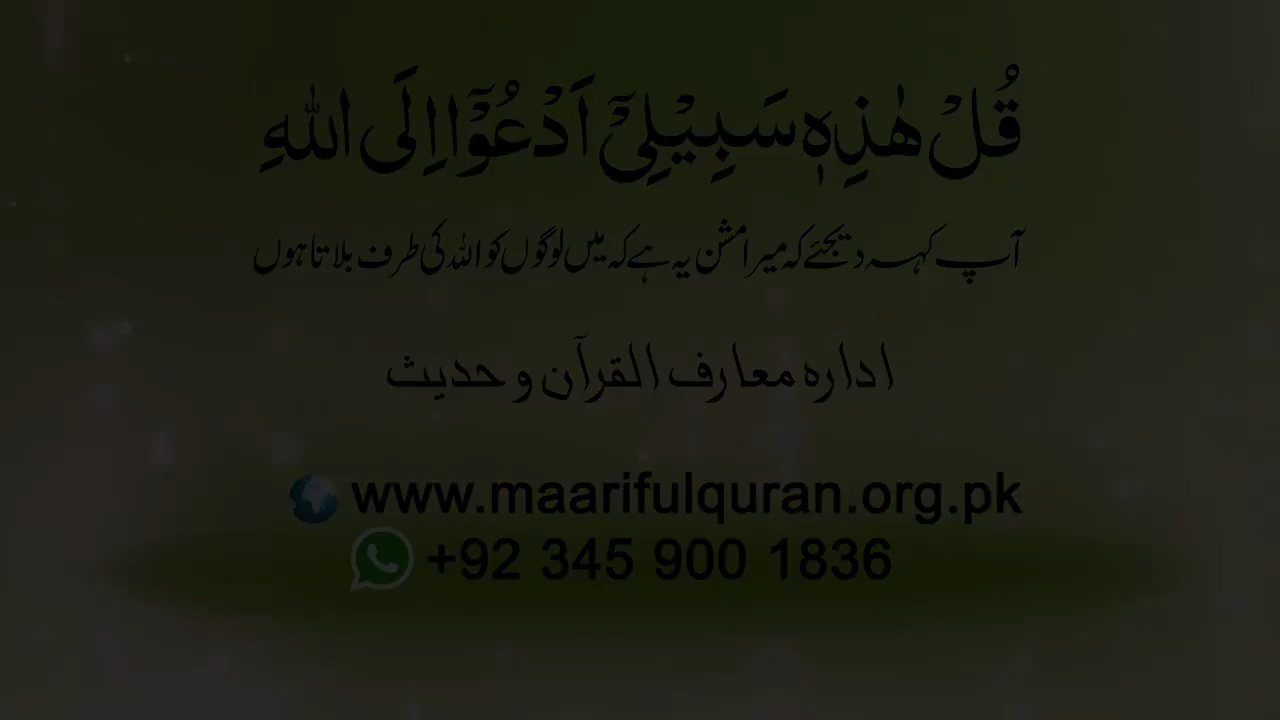 قُلْ هٰذِهٖ سَبِيْلِيْۤ اَدْعُوْۤا اِلَى اللّٰهِ
آپ کہہ دیجئے کہ میرا مشن یہ ہے کہ میں لوگوں کو اللہ کی طرف بلاتا ہوں
ادارہ معارف القرآن و حدیث
www.maarifulquran.org.pk
+92 345 900 1836